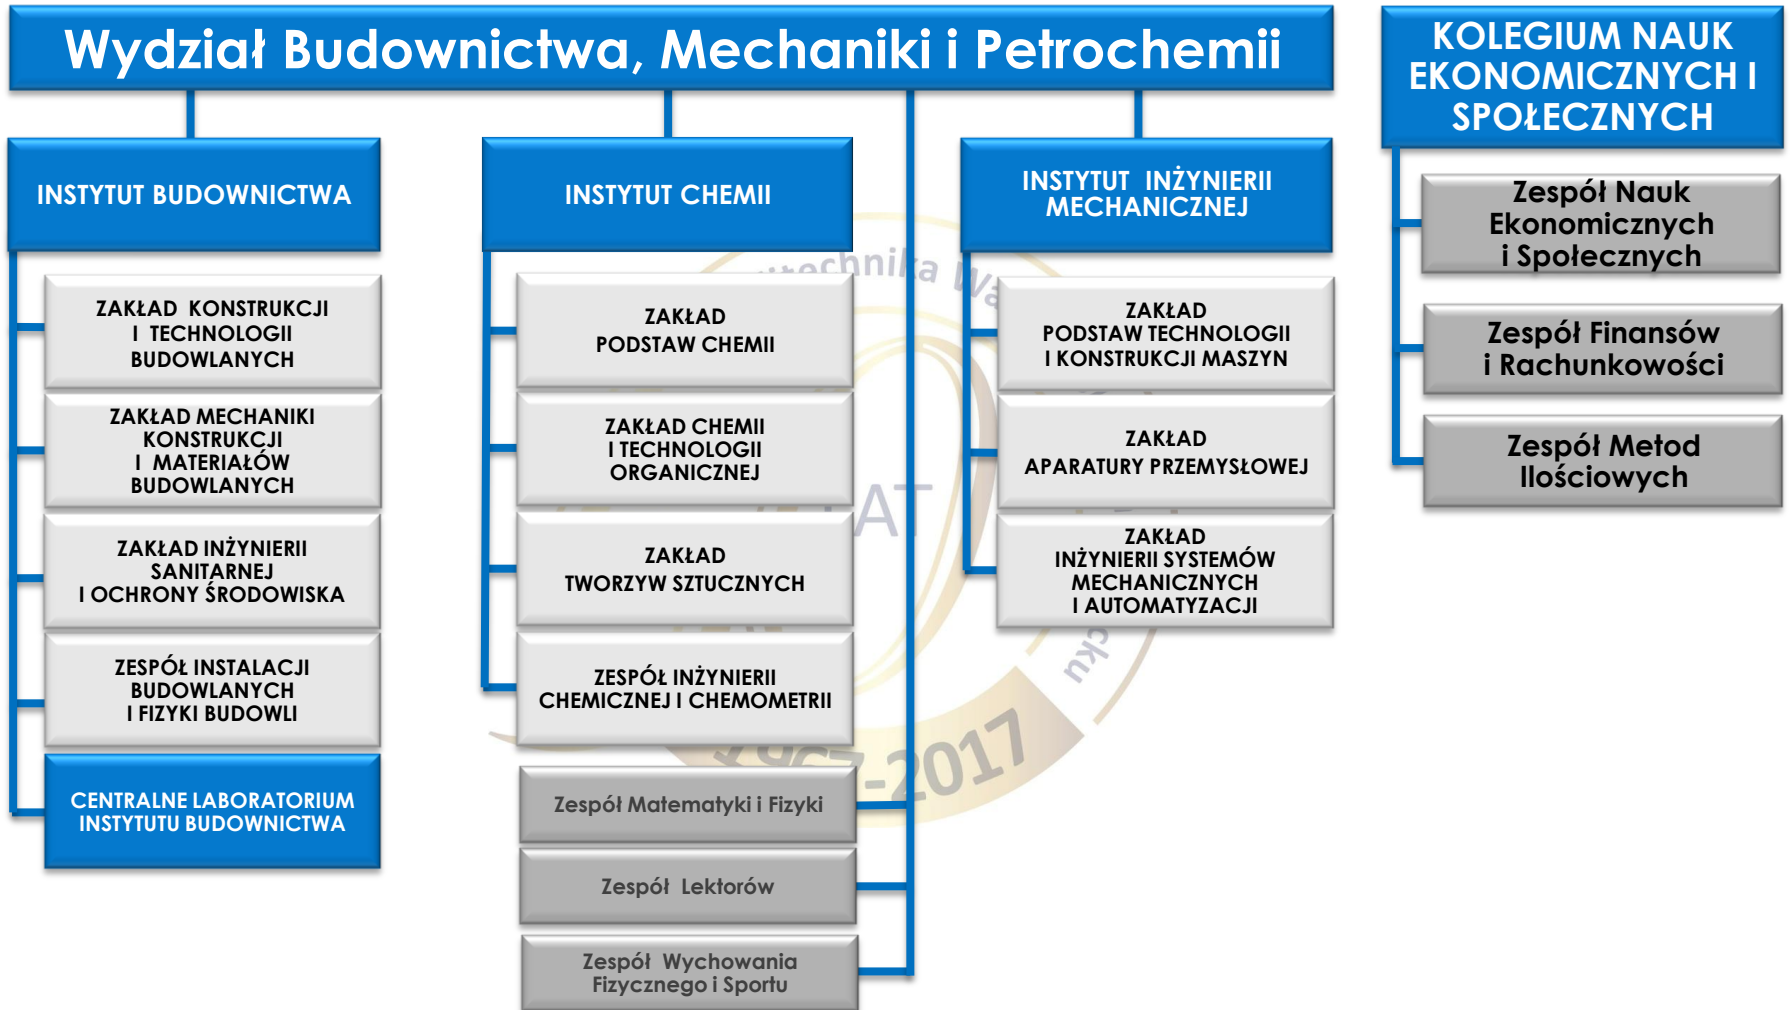 Wydział Budownictwa, Mechaniki i Petrochemii
INSTYTUT BUDOWNICTWA
ZAKŁAD KONSTRUKCJI
I TECHNOLOGII
BUDOWLANYCH
ZAKŁAD MECHANIKI
KONSTRUKCJI
I MATERIAŁÓW
BUDOWLANYCH
ZAKŁAD INŻYNIERII
SANITARNEJ
I OCHRONY ŚRODOWISKA
ZESPÓŁ INSTALACJI
BUDOWLANYCH
I FIZYKI BUDOWLI
CENTRALNE LABORATORIUM
INSTYTUTU BUDOWNICTWA
INSTYTUT CHEMII
ZAKŁAD
PODSTAW CHEMII
ZAKŁAD CHEMII
I TECHNOLOGII
ORGANICZNEJ
ZAKŁAD
TWORZYW SZTUCZNYCH
ZESPÓŁ INŻYNIERII
CHEMICZNEJ I CHEMOMETRII
Zespół Matematyki i Fizyki
Zespół Lektorów
Zespół Wychowania
Fizycznego i Sportu
INSTYTUT INŻYNIERII
MECHANICZNEJ
ZAKŁAD
PODSTAW TECHNOLOGII
I KONSTRUKCJI MASZYN
ZAKŁAD
APARATURY PRZEMYSŁOWEJ
ZAKŁAD
INŻYNIERII SYSTEMÓW
MECHANICZNYCH
I AUTOMATYZACJI
KOLEGIUM NAUK
EKONOMICZNYCH I
SPOŁECZNYCH
Zespół Nauk
Ekonomicznych
i Społecznych
Zespół Finansów
i Rachunkowości
Zespół Metod
Ilościowych
1967-2017